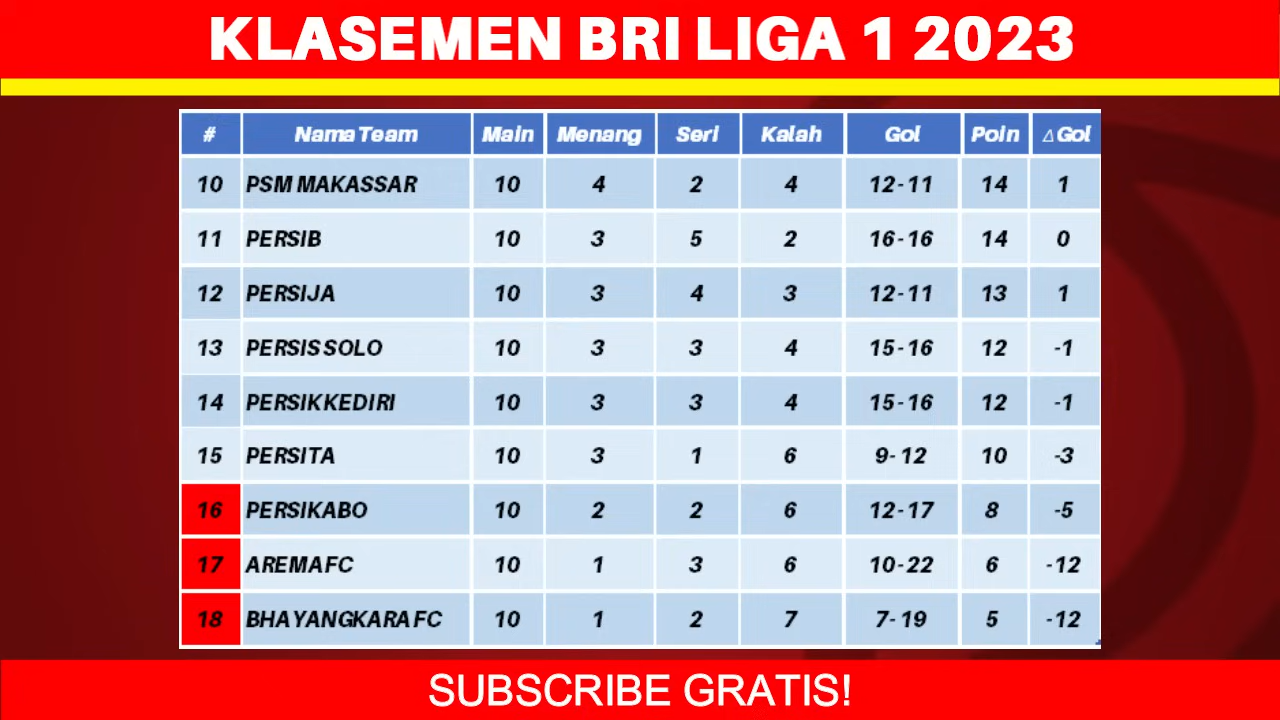 KLASEMEN BRI LIGA 1 2023
# Nama Team Main Menang Seri Kalah Gol Poin △Gol
10 PSM MAKASSAR 10 4 2 4 12-11 14 1
11 PERSIB 10 3 5 2 16-16 14 0
12 PERSIJA 10 3 4 3 12-11 13 1
13 PERSIS SOLO 10 3 3 4 15-16 12 -1
14 PERSIK KEDIRI 10 3 3 4 15-16 12 -1
15 PERSITA 10 3 1 6 9-12 10 -3
16 PERSIKABO 10 2 2 6 12-17 8 -5
17 AREMA FC 10 1 3 6 10-22 6 -12
18 BHAYANGKARA FC 10 1 2 7 7-19 5 -12
SUBSCRIBE GRATIS!